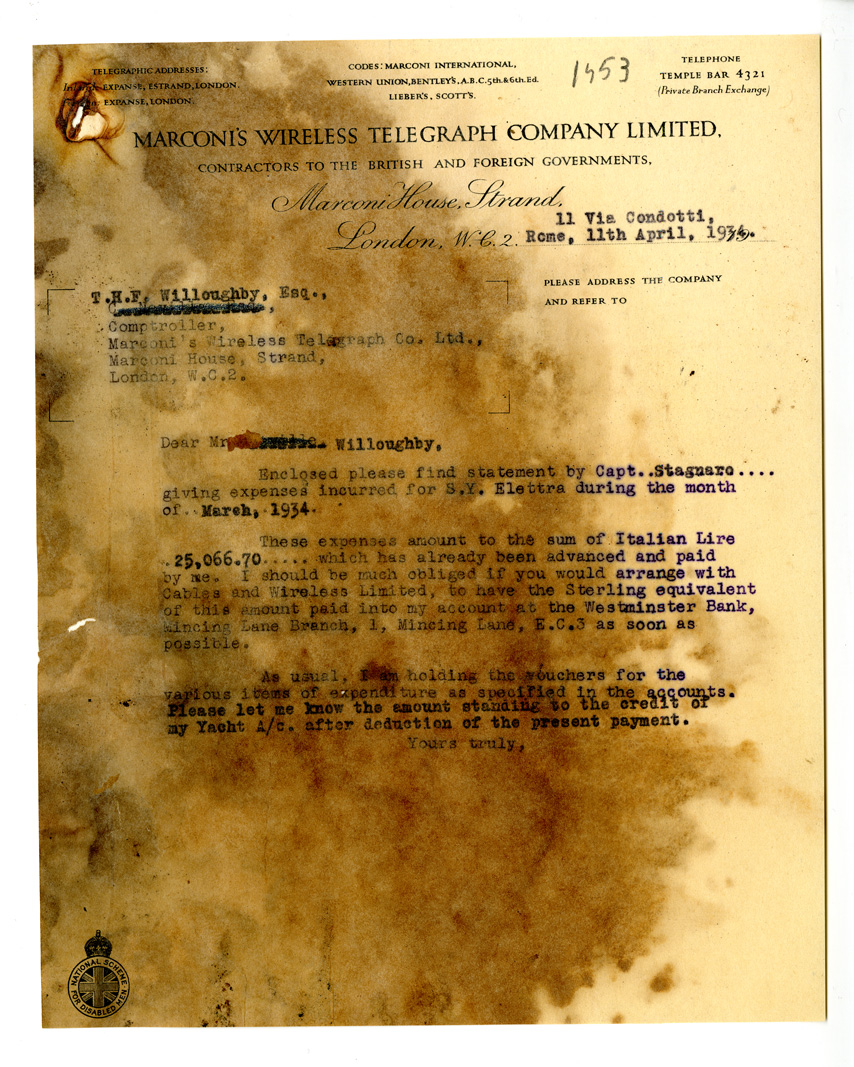 TELEGRAPHIC ADDRESSES:
EXPANSE, ESTRAND, LONDON.
EXPANSE, LONDON.
CODES: MARCONI INTERNATIONAL,
WESTERN UNION, BENTLEY'S, A.B.C. 5th. & 6th. Ed.
LIEBER'S, SCOTT'S.
1453
TELEPHONE
TEMPLE BAR 4321
(Private Branch Exchange)
MARCONI'S WIRELESS TELEGRAPH COMPANY LIMITED,
CONTRACTORS TO THE BRITISH AND FOREIGN GOVERNMENTS,
Marconi House, Strand,
London, W.C.2.
11 Via Condotti,
Rome, 11th April, 193
PLEASE ADDRESS THE COMPANY
AND REFER TO
T.H.F. Willoughby, Esq.,
Comptroller,
Marconi's Wireless Telegraph Co. Ltd.,
Marconi House, Strand,
London, W.C.2.
Dear Mr. Willoughby,
Enclosed please find statement by Capt..Stagnaro....
giving expenses incurred for S.Y. Elettra during the month
of..March, 1934.
These expenses amount to the sum of Italian Lire
.25,066.70..... which has already been advanced and paid
by me. I should be much obliged if you would arrange with
Cables and Wireless Limited, to have the Sterling equivalent
of this amount paid into my account at the Westminster Bank,
Mincing Lane Branch, 1, Mincing Lane, E.C.3 as soon as
possible.
As usual, I am holding the vouchers for the
various items of expenditure as specified in the accounts.
Please let me know the amount standing to the credit of
my Yacht A/c. after deduction of the present payment.
Yours truly,
NATIONAL SCHEME
FOR DISABLED MEN